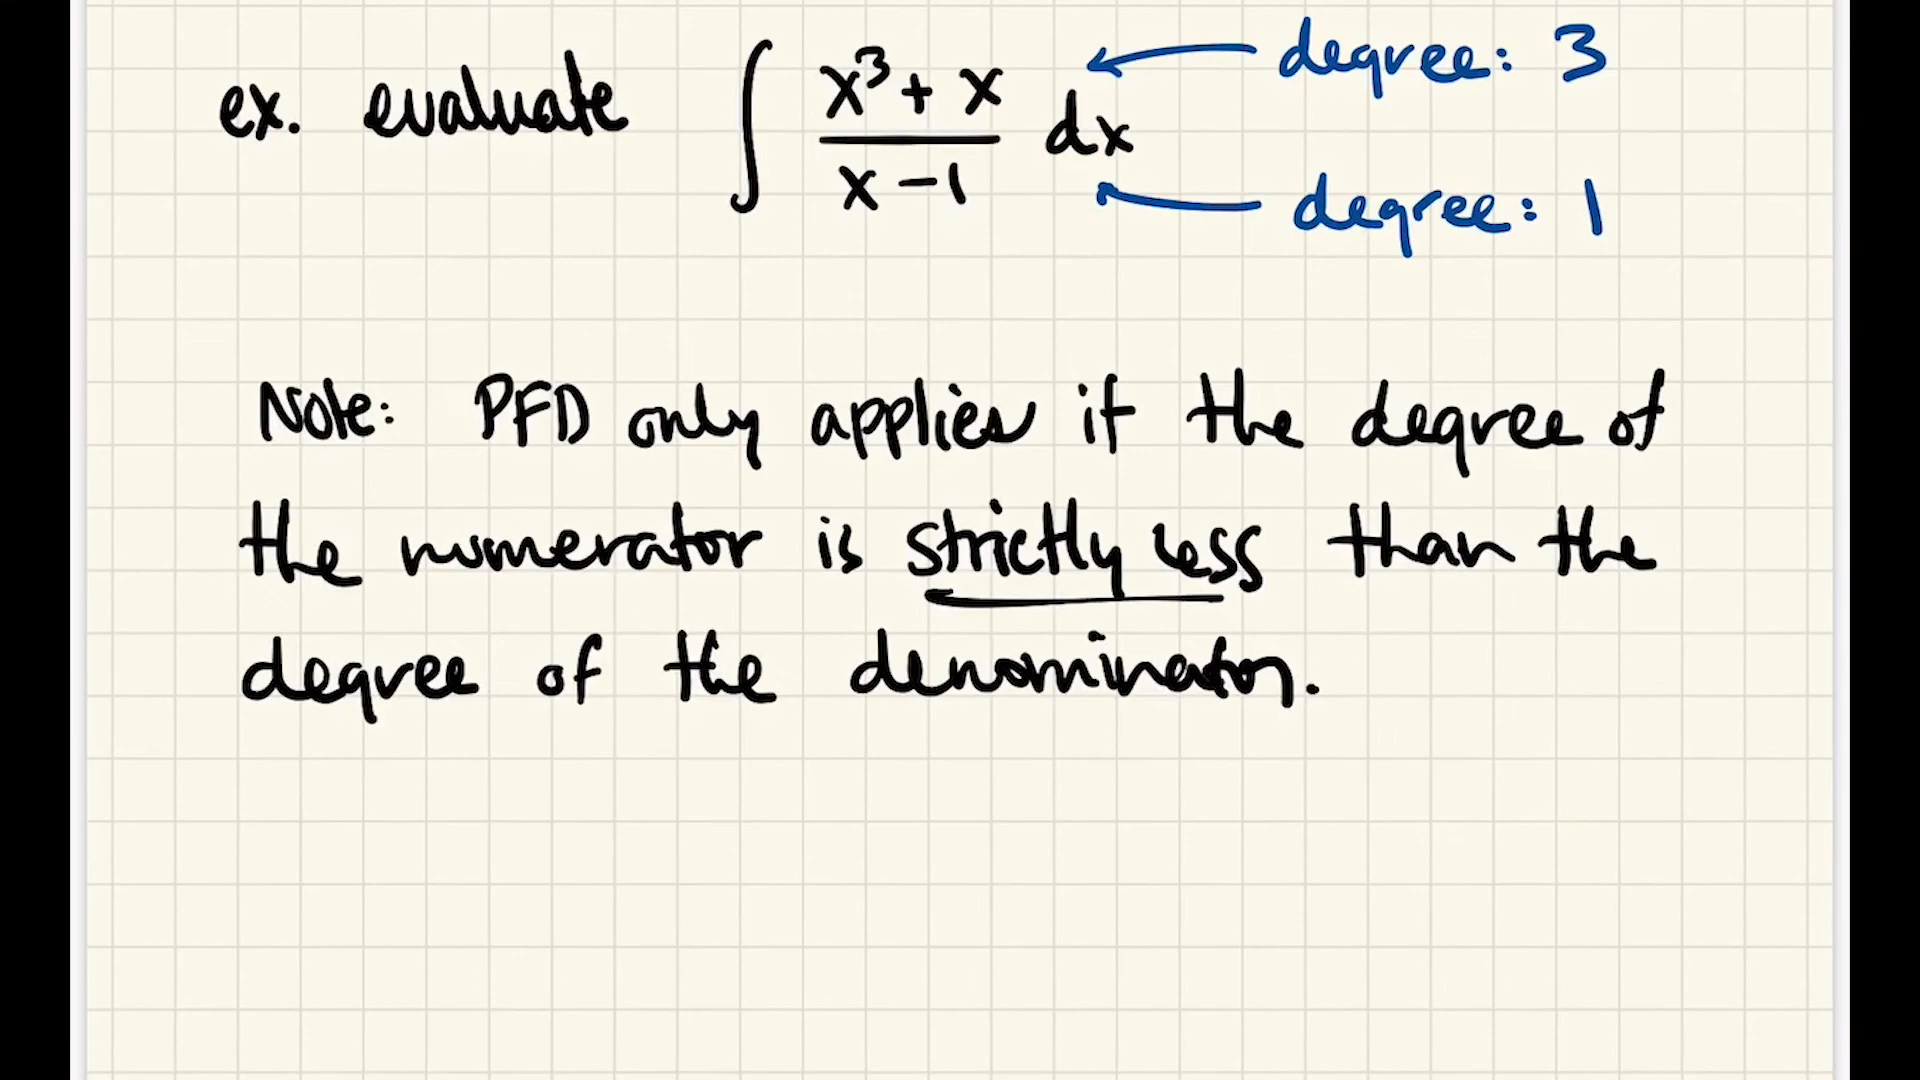 ex. evaluate ∫ (x³ + x)/(x - 1) dx ← degree: 3
← degree: 1
Note: PFD only applies if the degree of
the numerator is strictly less than the
degree of the denominator.